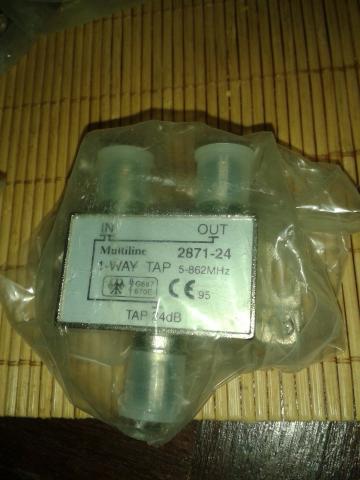 IN OUT
Multiline 2871-24
1-WAY TAP 5-862MHz
CE 95
TAP 24dB